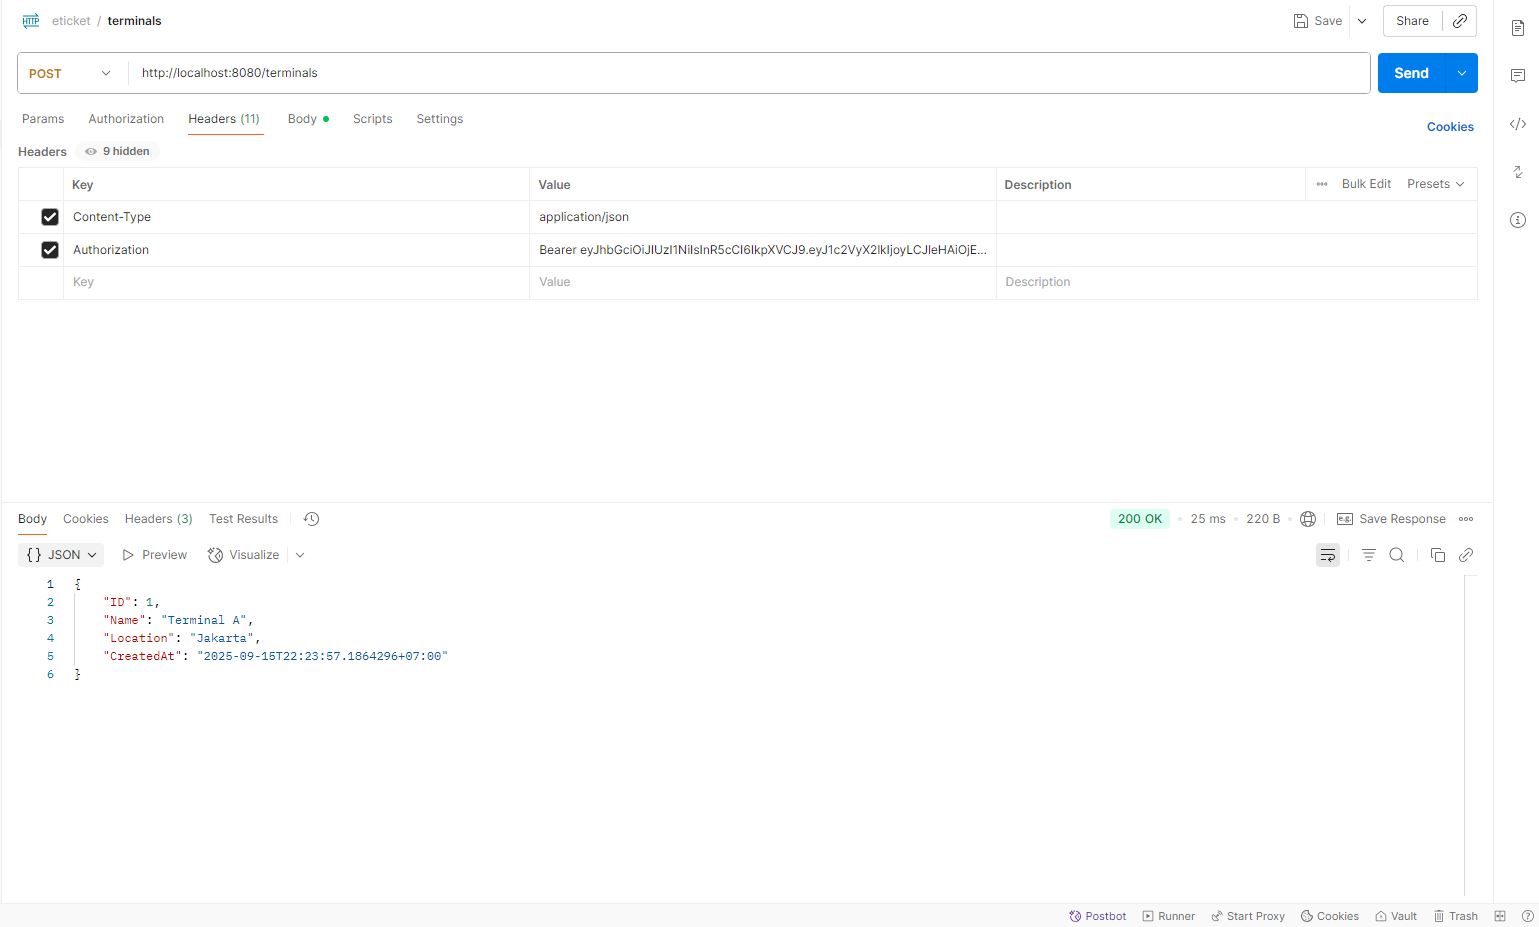 HTTP eticket / terminals Save Share
POST http://localhost:8080/terminals Send
Params Authorization Headers (11) Body Scripts Settings Cookies
Headers 9 hidden
Key Value Description Bulk Edit Presets
Content-Type application/json
Authorization Bearer eyJhbGciOiJIUzI1NiIsInR5cCI6IkpXVCJ9.eyJ1c2VyX2lkIjoyLCJleHAiOjE...
Key Value Description
Body Cookies Headers (3) Test Results 200 OK 25 ms 220 B e.g. Save Response
{} JSON Preview Visualize
1 {
2 "ID": 1,
3 "Name": "Terminal A",
4 "Location": "Jakarta",
5 "CreatedAt": "2025-09-15T22:23:57.1864296+07:00"
6 }
Postbot Runner Start Proxy Cookies Vault Trash